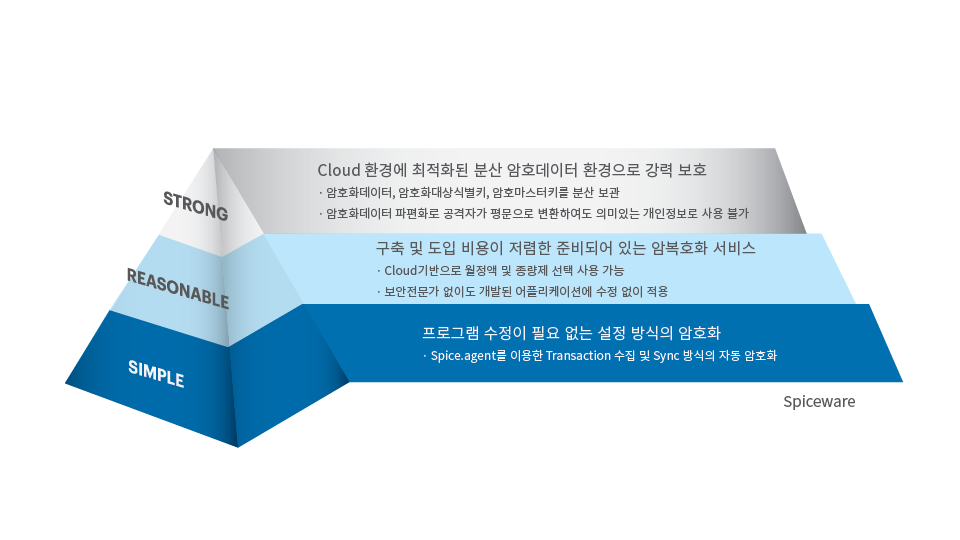 STRONG
Cloud 환경에 최적화된 분산 암호데이터 환경으로 강력 보호
· 암호화데이터, 암호화대상식별키, 암호마스터키를 분산 보관
· 암호화데이터 파편화로 공격자가 평문으로 변환하여도 의미있는 개인정보로 사용 불가
REASONABLE
구축 및 도입 비용이 저렴한 준비되어 있는 암복호화 서비스
· Cloud기반으로 월정액 및 종량제 선택 사용 가능
· 보안전문가 없이도 개발된 어플리케이션에 수정 없이 적용
SIMPLE
프로그램 수정이 필요 없는 설정 방식의 암호화
· Spice.agent를 이용한 Transaction 수집 및 Sync 방식의 자동 암호화
Spiceware